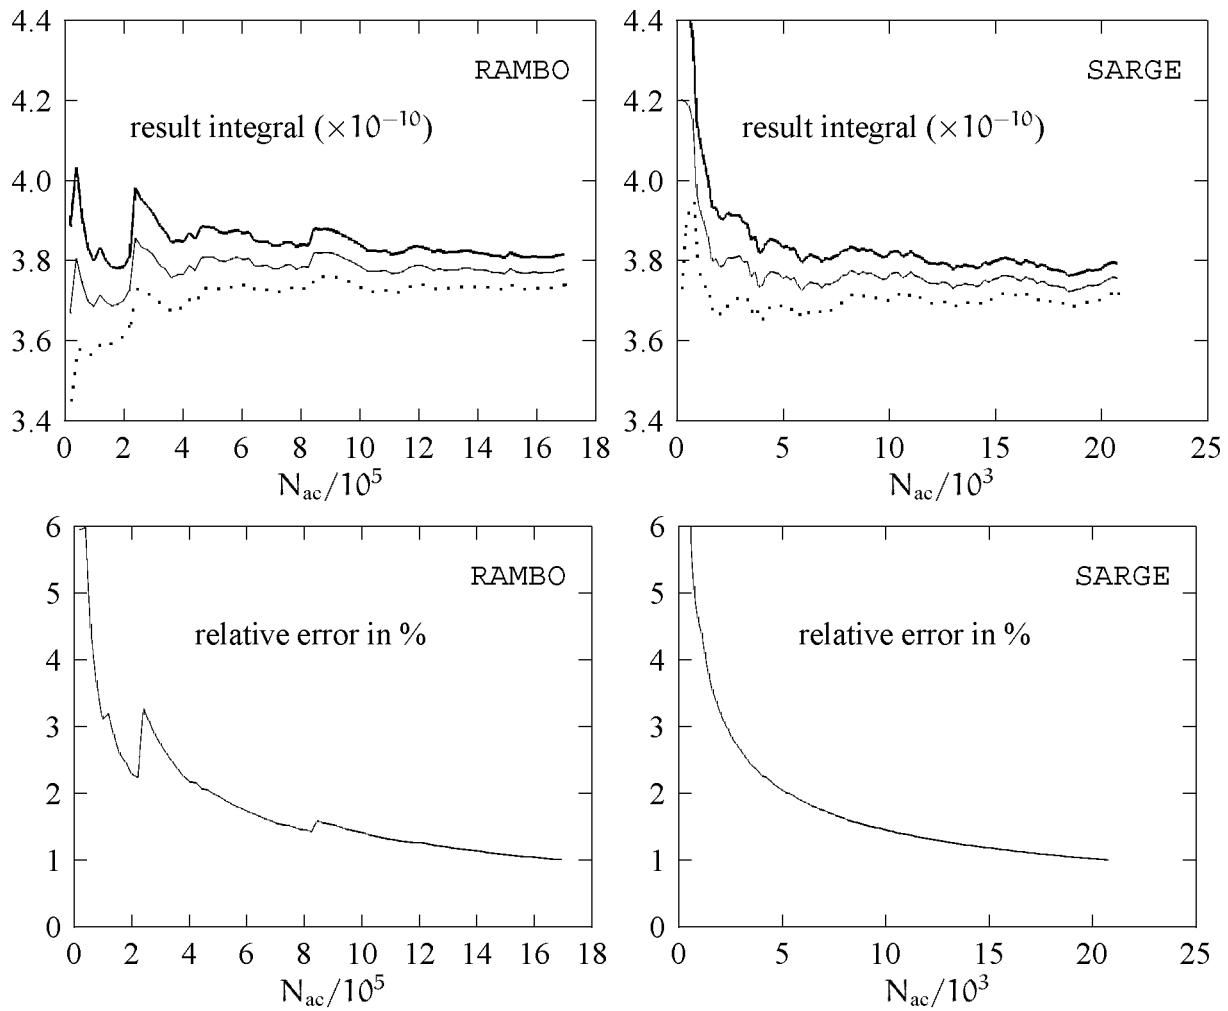 4.4
RAMBO
4.2
result integral (×10⁻¹⁰)
4.0
3.8
3.6
3.4
0 2 4 6 8 10 12 14 16 18
N_ac/10⁵
4.4
SARGE
4.2
result integral (×10⁻¹⁰)
4.0
3.8
3.6
3.4
0 5 10 15 20 25
N_ac/10³
6
RAMBO
5
relative error in %
4
3
2
1
0
0 2 4 6 8 10 12 14 16 18
N_ac/10⁵
6
SARGE
5
relative error in %
4
3
2
1
0
0 5 10 15 20 25
N_ac/10³